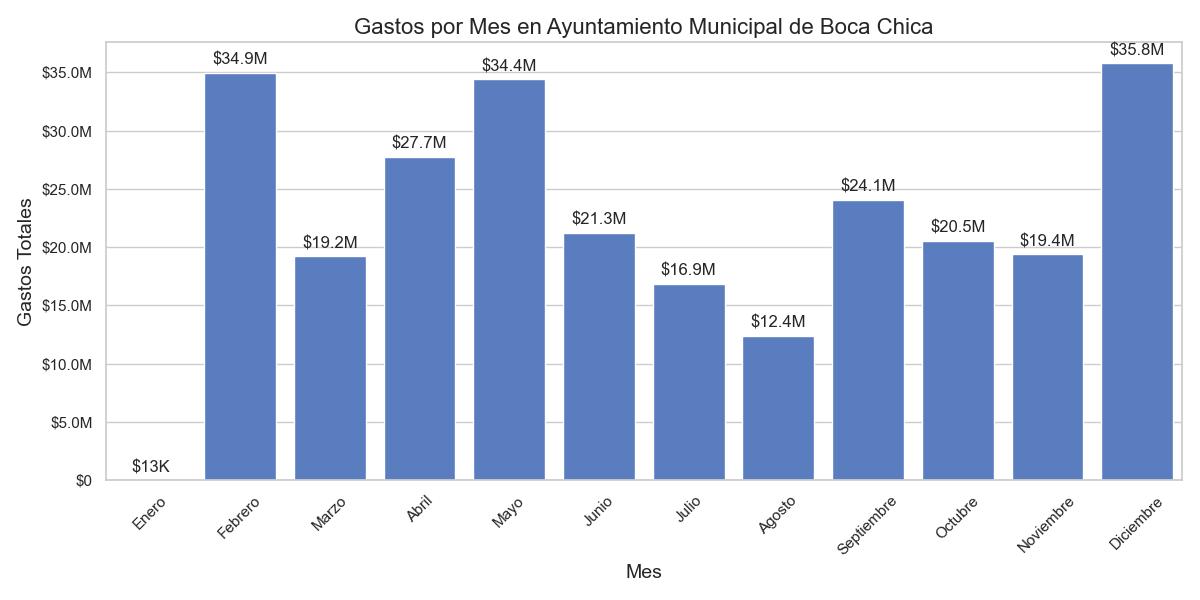 Gastos por Mes en Ayuntamiento Municipal de Boca Chica
Gastos Totales
$35.0M
$30.0M
$25.0M
$20.0M
$15.0M
$10.0M
$5.0M
$0
$13K
$34.9M
$19.2M
$27.7M
$34.4M
$21.3M
$16.9M
$12.4M
$24.1M
$20.5M
$19.4M
$35.8M
Enero
Febrero
Marzo
Abril
Mayo
Junio
Julio
Agosto
Septiembre
Octubre
Noviembre
Diciembre
Mes